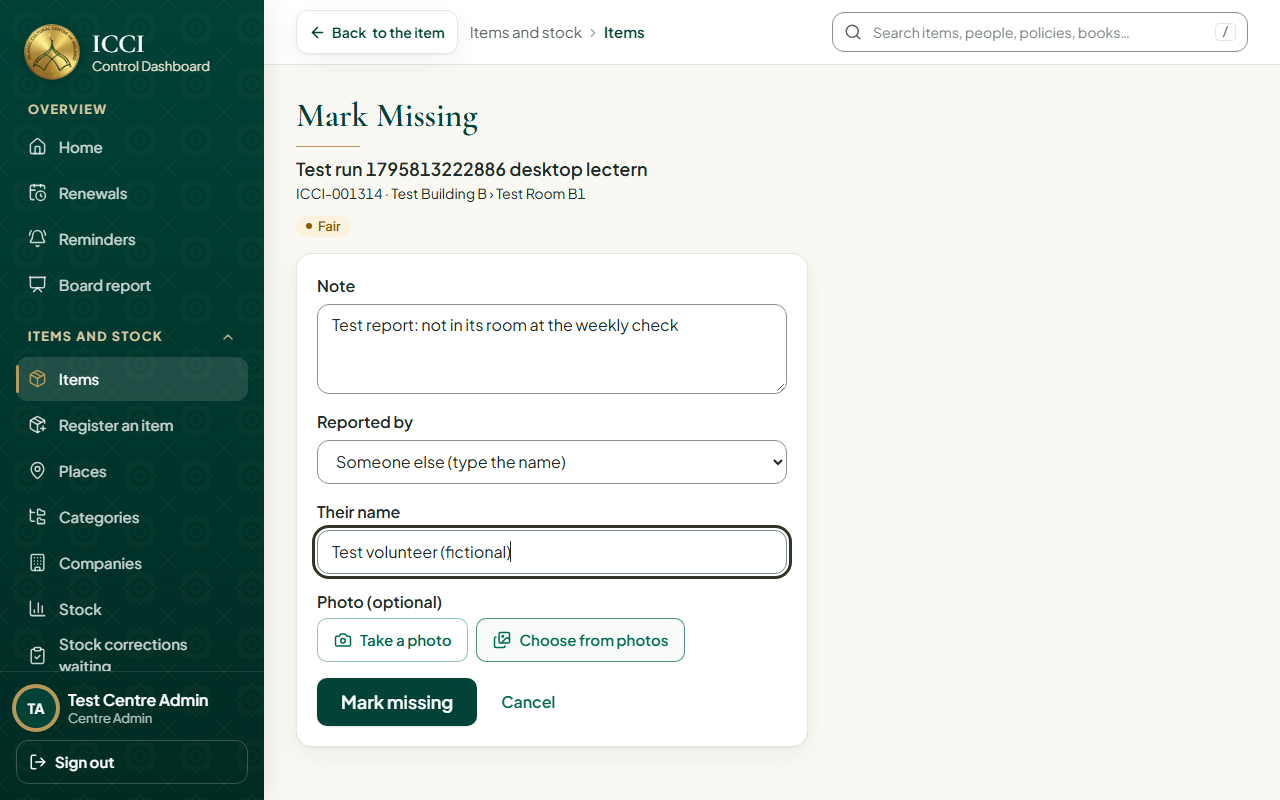 ICCI
Control Dashboard
OVERVIEW
Home
Renewals
Reminders
Board report
ITEMS AND STOCK
Items
Register an item
Places
Categories
Companies
Stock
Stock corrections
waiting
TA
Test Centre Admin
Centre Admin
Sign out
Back to the item
Items and stock › Items
Search items, people, policies, books…
/
Mark Missing
Test run 1795813222886 desktop lectern
ICCI-001314 · Test Building B › Test Room B1
Fair
Note
Test report: not in its room at the weekly check
Reported by
Someone else (type the name)
Their name
Test volunteer (fictional)
Photo (optional)
Take a photo
Choose from photos
Mark missing
Cancel